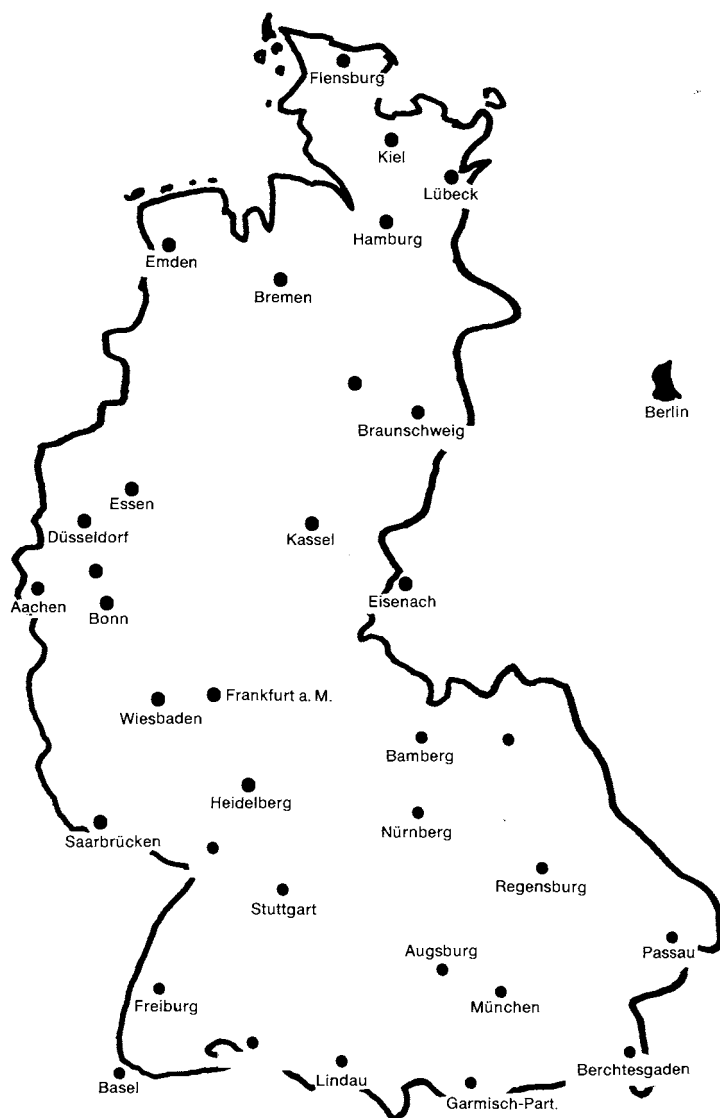 Flensburg
Kiel
Lübeck
Hamburg
Emden
Bremen
Berlin
Braunschweig
Essen
Düsseldorf
Kassel
Aachen
Bonn
Eisenach
Frankfurt a. M.
Wiesbaden
Bamberg
Heidelberg
Nürnberg
Saarbrücken
Regensburg
Stuttgart
Augsburg
Passau
Freiburg
München
Berchtesgaden
Basel
Lindau
Garmisch-Part.